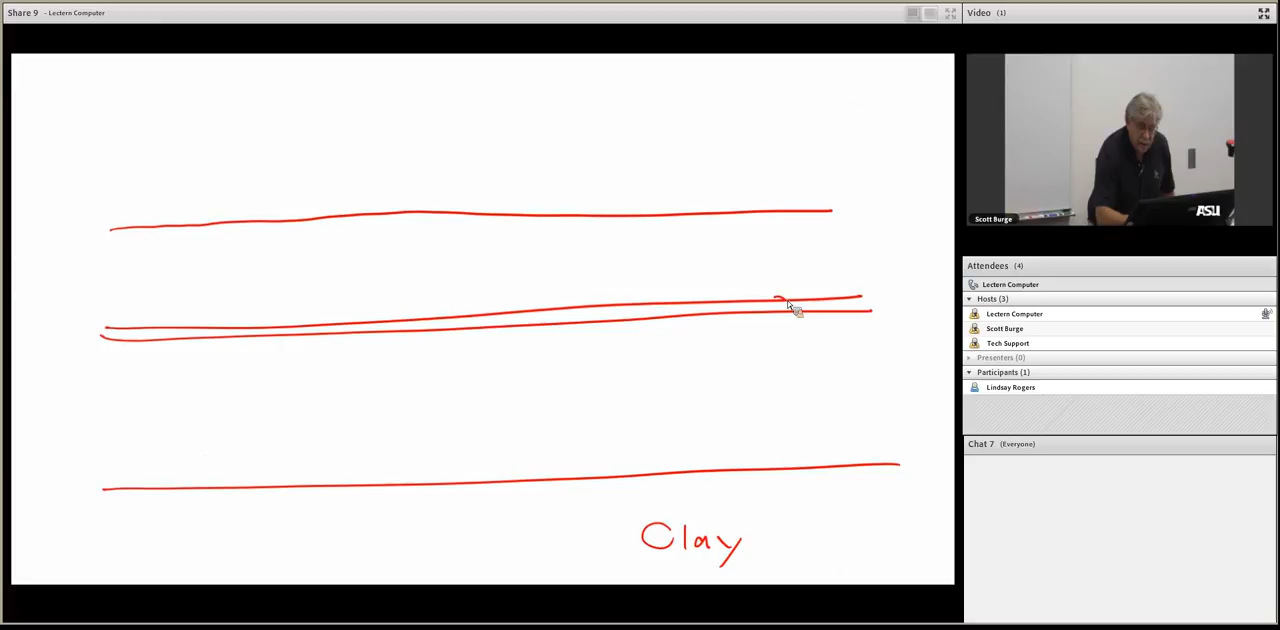 Share 9 - Lectern Computer
Video (1)
Scott Burge
ASU
Attendees (4)
Lectern Computer
Hosts (3)
Lectern Computer
Scott Burge
Tech Support
Presenters (0)
Participants (1)
Lindsay Rogers
Chat 7 (Everyone)
Clay